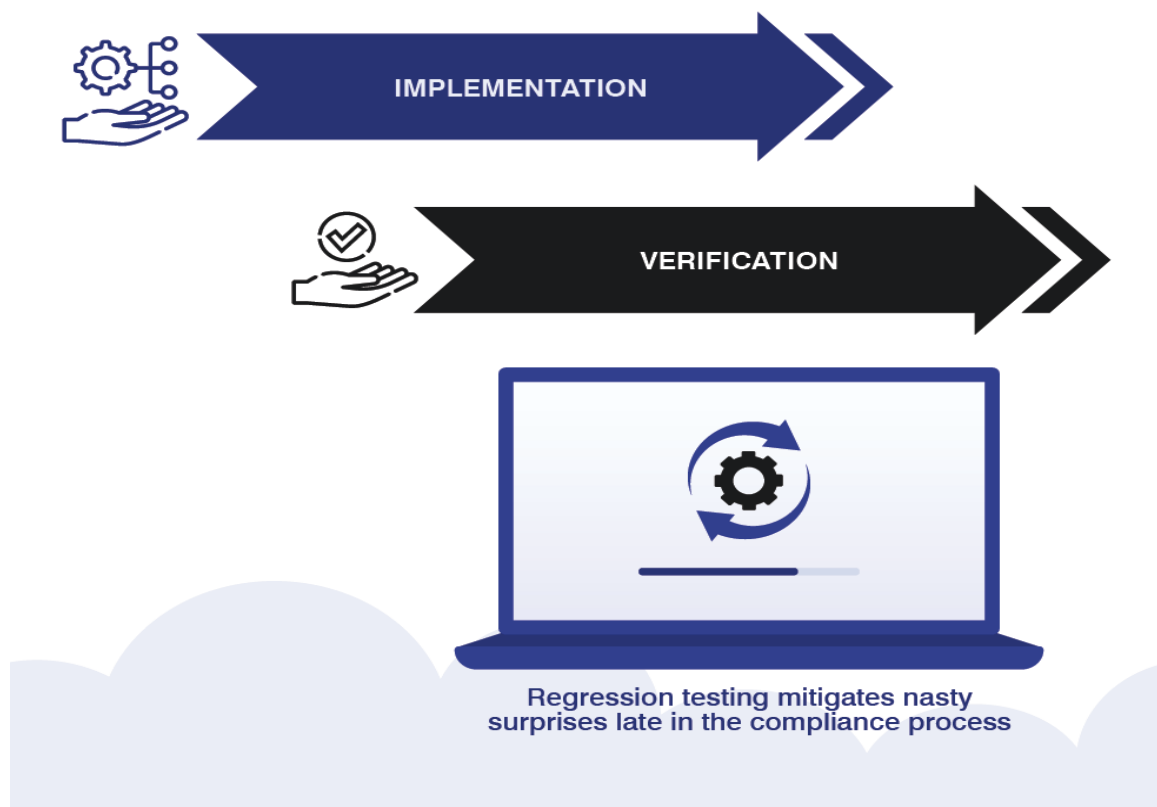 IMPLEMENTATION
VERIFICATION
Regression testing mitigates nasty
surprises late in the compliance process